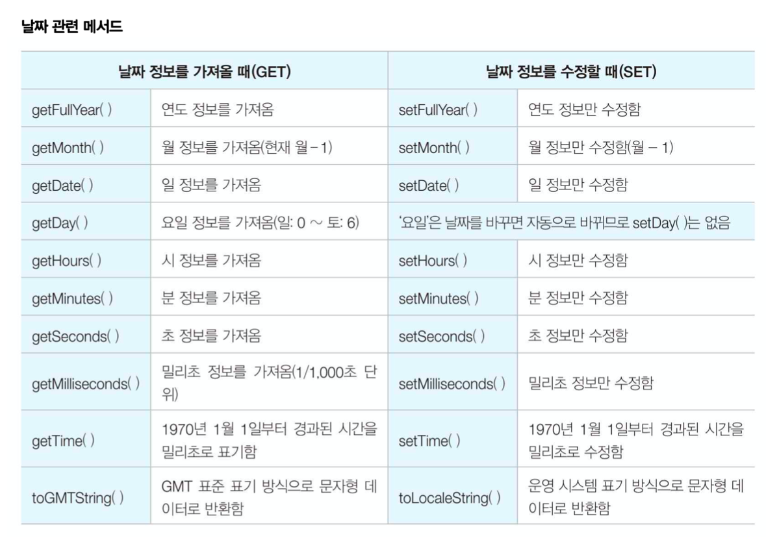 날짜 관련 메서드
날짜 정보를 가져올 때(GET) 날짜 정보를 수정할 때(SET)
getFullYear( ) 연도 정보를 가져옴 setFullYear( ) 연도 정보만 수정함
getMonth( ) 월 정보를 가져옴(현재 월-1) setMonth( ) 월 정보만 수정함(월 - 1)
getDate( ) 일 정보를 가져옴 setDate( ) 일 정보만 수정함
getDay( ) 요일 정보를 가져옴(일: 0 ~ 토: 6) '요일'은 날짜를 바꾸면 자동으로 바뀌므로 setDay( )는 없음
getHours( ) 시 정보를 가져옴 setHours( ) 시 정보만 수정함
getMinutes( ) 분 정보를 가져옴 setMinutes( ) 분 정보만 수정함
getSeconds( ) 초 정보를 가져옴 setSeconds( ) 초 정보만 수정함
getMilliseconds( ) 밀리초 정보를 가져옴(1/1,000초 단
위) setMilliseconds( ) 밀리초 정보만 수정함
getTime( ) 1970년 1월 1일부터 경과된 시간을
밀리초로 표기함 setTime( ) 1970년 1월 1일부터 경과된 시간을
밀리초로 수정함
toGMTString( ) GMT 표준 표기 방식으로 문자형 데
이터로 반환함 toLocaleString( ) 운영 시스템 표기 방식으로 문자형 데
이터로 반환함